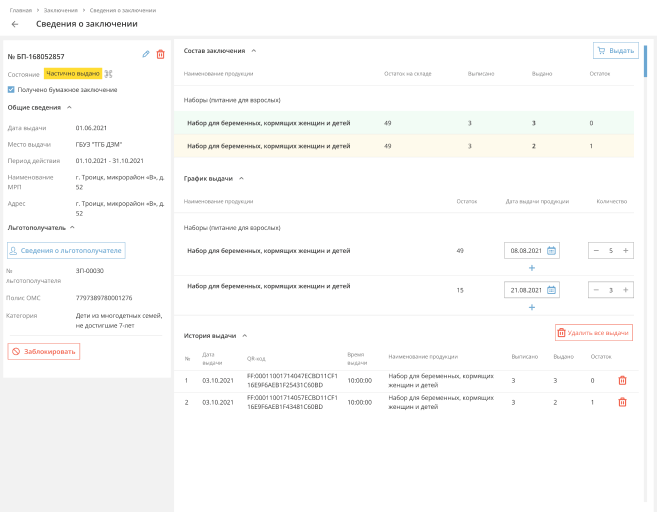 Главная > Заключения > Сведения о заключении
← Сведения о заключении
№ БП-168052857
Состояние Частично выдано
Получено бумажное заключение
Общие сведения
Дата выдачи 01.06.2021
Место выдачи ГБУЗ "ТГБ ДЗМ"
Период действия 01.10.2021 - 31.10.2021
Наименование МРП г. Троицк, микрорайон «В», д. 52
Адрес г. Троицк, микрорайон «В», д. 52
Льготополучатель
Сведения о льготополучателе
№ льготополучателя ЗП-00030
Полис ОМС 7797389780001276
Категория Дети из многодетных семей, не достигшие 7-лет
Заблокировать
Состав заключения
Выдать
Наименование продукции Остаток на складе Выписано Выдано Остаток
Наборы (питание для взрослых)
Набор для беременных, кормящих женщин и детей 49 3 3 0
Набор для беременных, кормящих женщин и детей 49 3 2 1
График выдачи
Наименование продукции Остаток Дата выдачи продукции Количество
Наборы (питание для взрослых)
Набор для беременных, кормящих женщин и детей 49 08.08.2021 − 5 +
+
Набор для беременных, кормящих женщин и детей 15 21.08.2021 − 3 +
+
История выдачи
Удалить все выдачи
№ Дата выдачи QR-код Время выдачи Наименование продукции Выписано Выдано Остаток
1 03.10.2021 FF:00011001714047ECBD11CF116E9F6AEB1F25431C60BD 10:00:00 Набор для беременных, кормящих женщин и детей 3 3 0
2 03.10.2021 FF:00011001714057ECBD11CF116E9F6AEB1F43481C60BD 10:00:00 Набор для беременных, кормящих женщин и детей 3 2 1